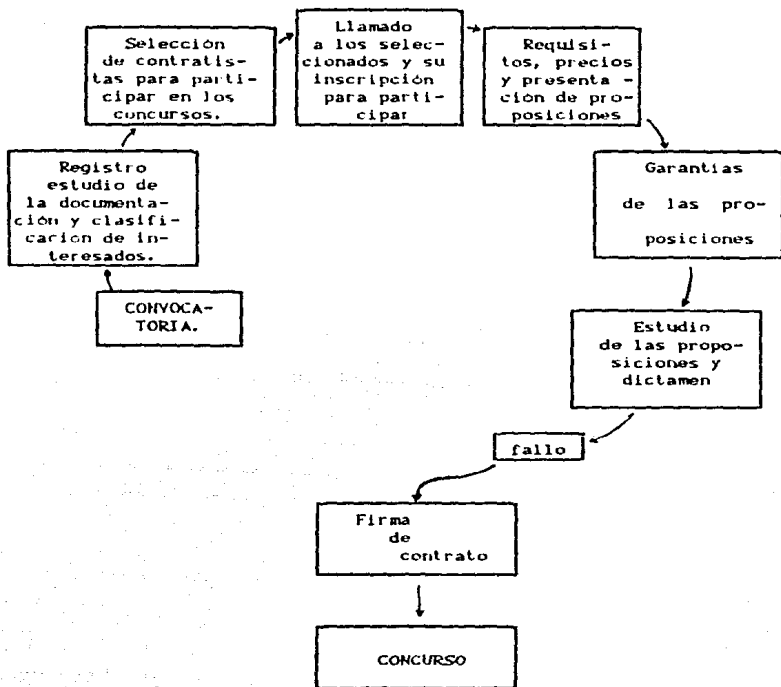 Selección
de contratis-
tas para parti-
cipar en los
concursos.
Llamado
a los selec-
cionados y su
inscripción
para parti-
cipar
Requisi-
tos, precios
y presenta -
ción de pro-
posiciones
Registro
estudio de
la documenta-
ción y clasifi-
cación de in-
teresados.
Garantias
de las pro-
posiciones
CONVOCA-
TORIA.
Estudio
de las propo-
siciones y
dictamen
fallo
Firma
de
contrato
CONCURSO